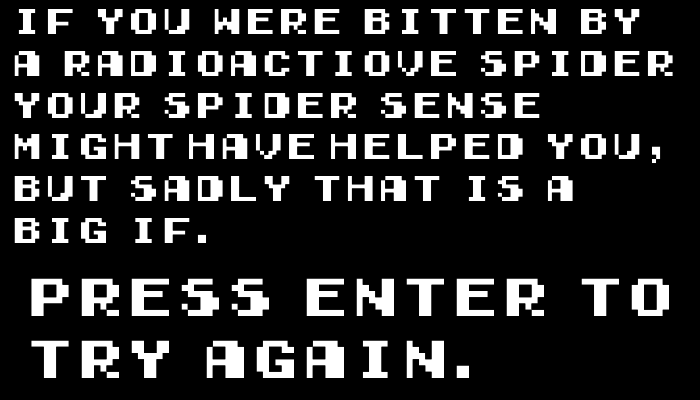 IF YOU WERE BITTEN BY
A RADIOACTIOVE SPIDER
YOUR SPIDER SENSE
MIGHT HAVE HELPED YOU,
BUT SADLY THAT IS A
BIG IF.
PRESS ENTER TO
TRY AGAIN.